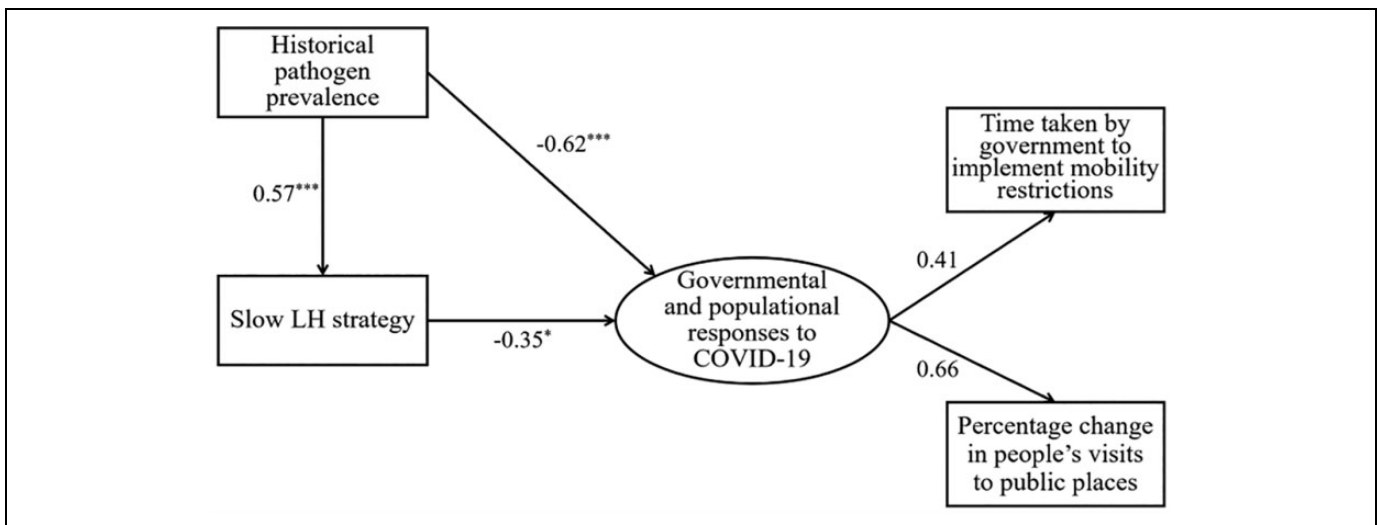 Historical
pathogen
prevalence
-0.62***
0.57***
Time taken by
government to
implement mobility
restrictions
Slow LH strategy
-0.35*
Governmental
and populational
responses to
COVID-19
0.41
0.66
Percentage change
in people's visits
to public places